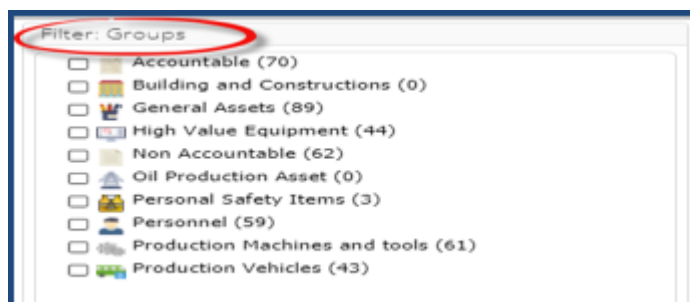 Filter: Groups
Accountable (70)
Building and Constructions (0)
General Assets (89)
High Value Equipment (44)
Non Accountable (62)
Oil Production Asset (0)
Personal Safety Items (3)
Personnel (59)
Production Machines and tools (61)
Production Vehicles (43)